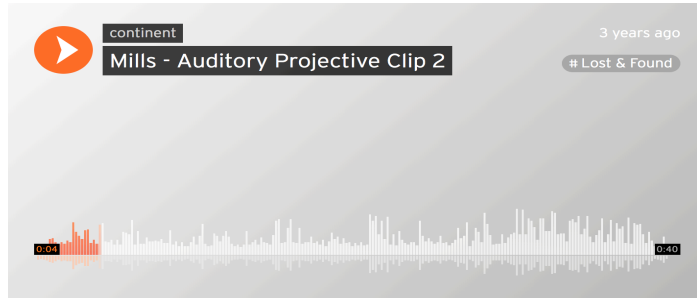 continent
3 years ago
Mills - Auditory Projective Clip 2
# Lost & Found
0:04
0:40